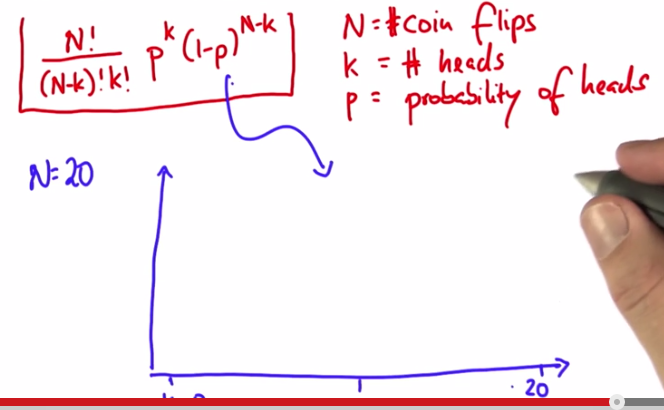 N!
(N-k)!k! p^k (1-p)^N-k
N = # coin flips
k = # heads
p = probability of heads
N=20
20